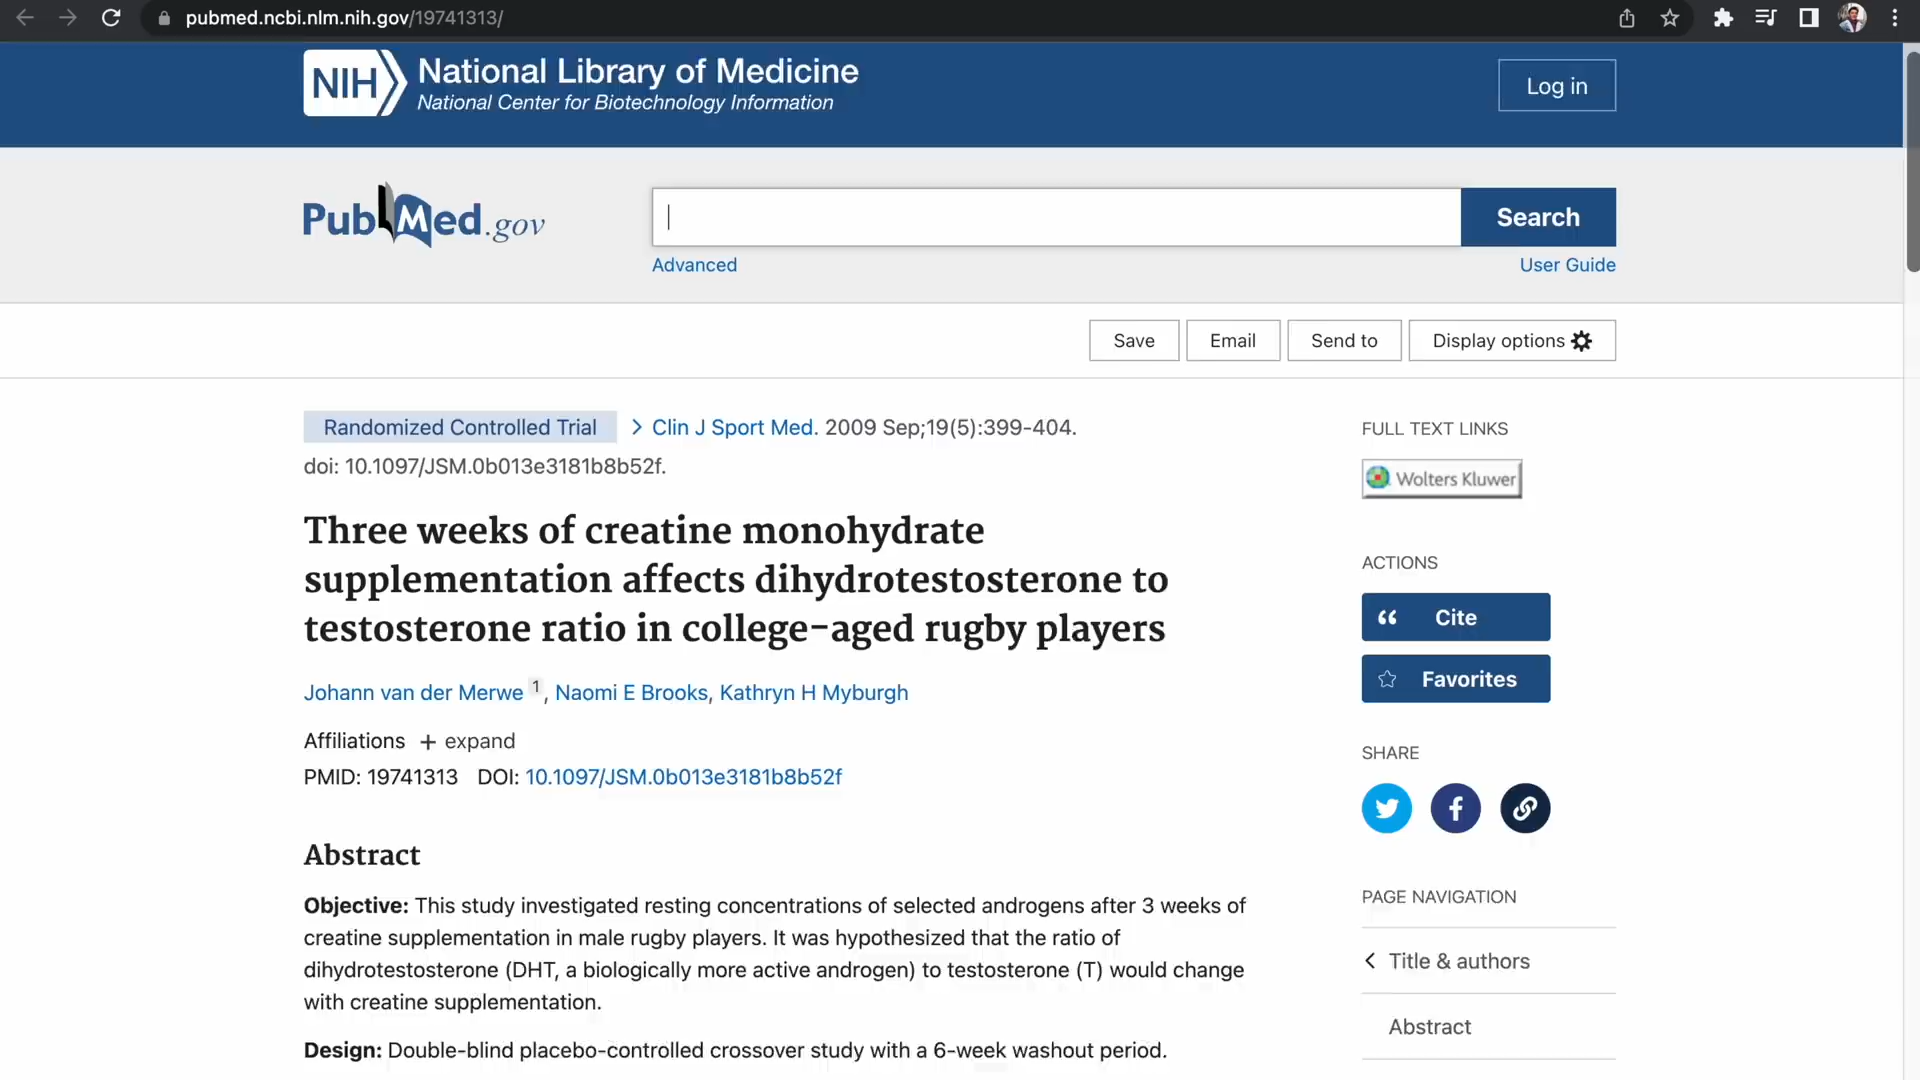 pubmed.ncbi.nlm.nih.gov/19741313/
NIH National Library of Medicine
National Center for Biotechnology Information
Log in
PubMed.gov
Search
Advanced
User Guide
Save
Email
Send to
Display options
Randomized Controlled Trial > Clin J Sport Med. 2009 Sep;19(5):399-404.
doi: 10.1097/JSM.0b013e3181b8b52f.
Three weeks of creatine monohydrate
supplementation affects dihydrotestosterone to
testosterone ratio in college-aged rugby players
Johann van der Merwe 1, Naomi E Brooks, Kathryn H Myburgh
Affiliations + expand
PMID: 19741313 DOI: 10.1097/JSM.0b013e3181b8b52f
Abstract
Objective: This study investigated resting concentrations of selected androgens after 3 weeks of
creatine supplementation in male rugby players. It was hypothesized that the ratio of
dihydrotestosterone (DHT, a biologically more active androgen) to testosterone (T) would change
with creatine supplementation.
Design: Double-blind placebo-controlled crossover study with a 6-week washout period.
FULL TEXT LINKS
Wolters Kluwer
ACTIONS
Cite
Favorites
SHARE
PAGE NAVIGATION
Title & authors
Abstract